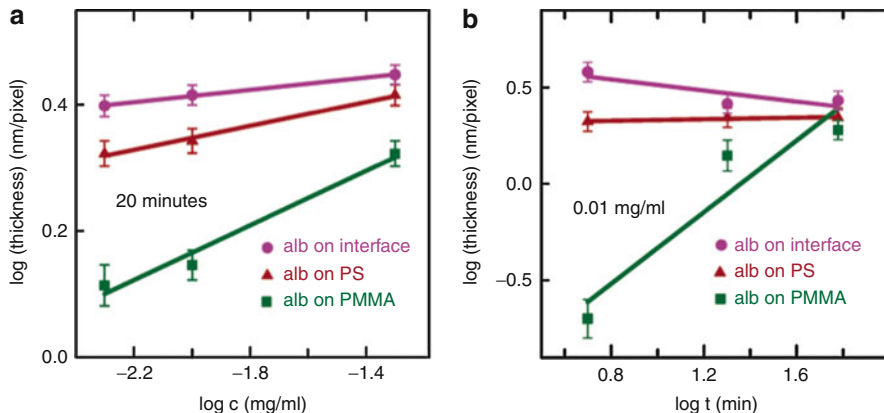 a
log (thickness) (nm/pixel)
0.4
0.2
0.0
20 minutes
alb on interface
alb on PS
alb on PMMA
−2.2
−1.8
−1.4
log c (mg/ml)
b
log (thickness) (nm/pixel)
0.5
0.0
−0.5
0.01 mg/ml
alb on interface
alb on PS
alb on PMMA
0.8
1.2
1.6
log t (min)